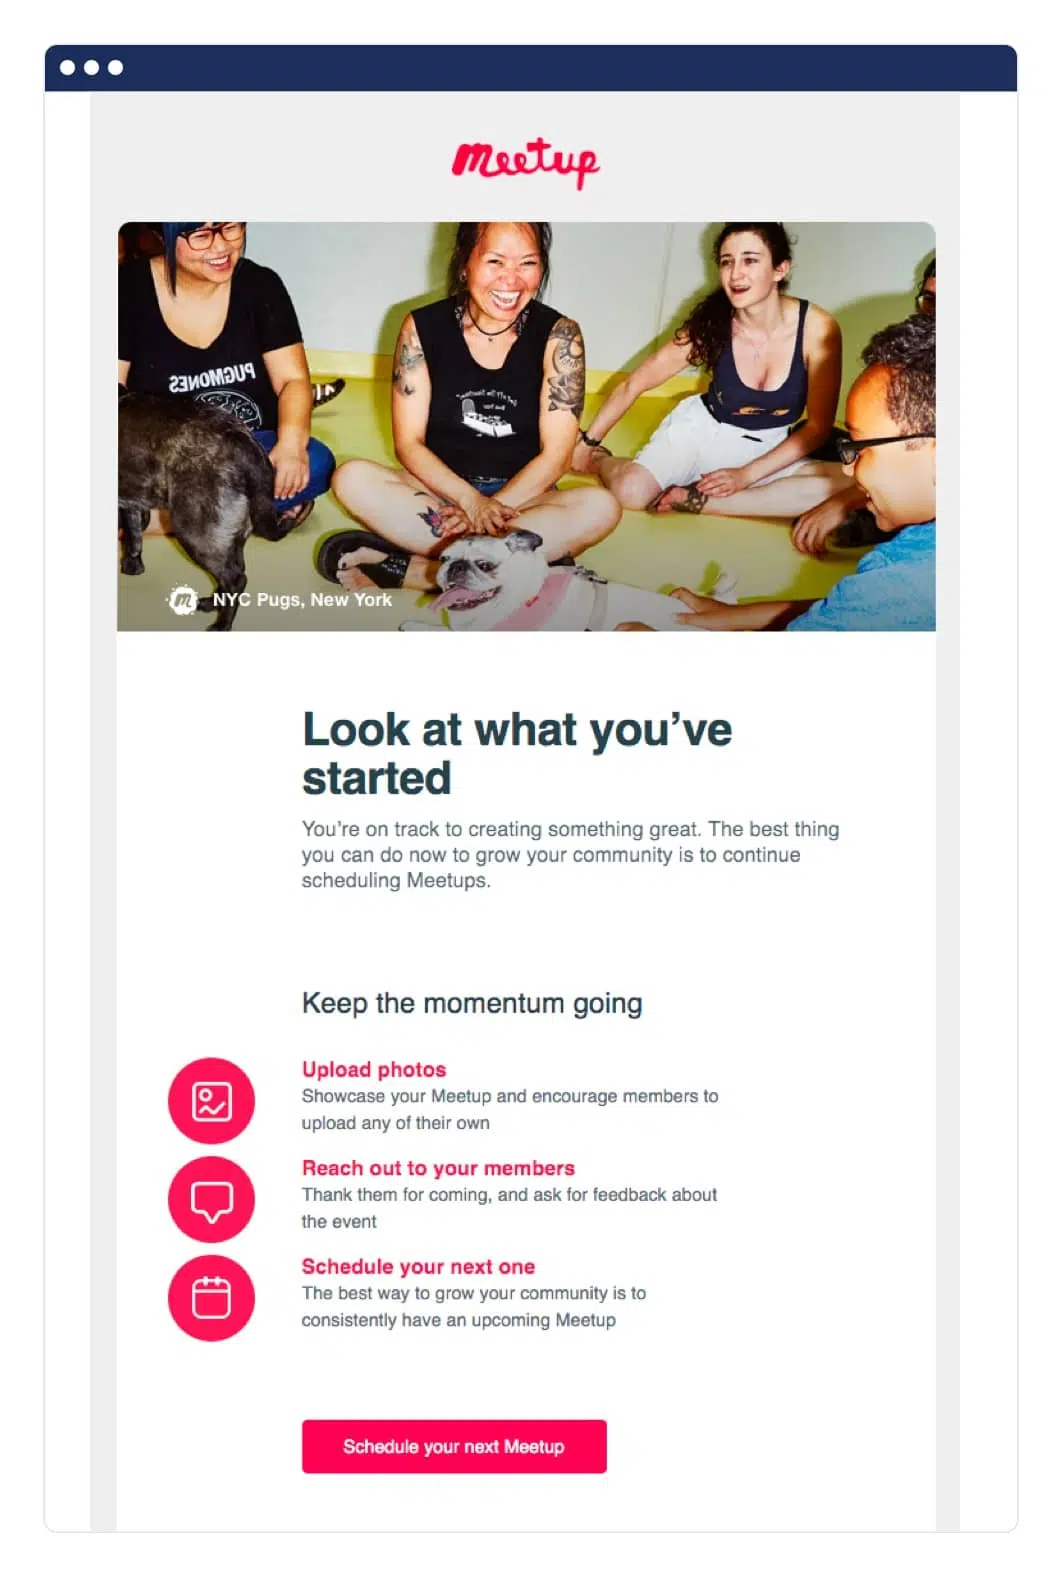 meetup
PUGMONES
NYC Pugs, New York
Look at what you’ve
started
You’re on track to creating something great. The best thing
you can do now to grow your community is to continue
scheduling Meetups.
Keep the momentum going
Upload photos
Showcase your Meetup and encourage members to
upload any of their own
Reach out to your members
Thank them for coming, and ask for feedback about
the event
Schedule your next one
The best way to grow your community is to
consistently have an upcoming Meetup
Schedule your next Meetup